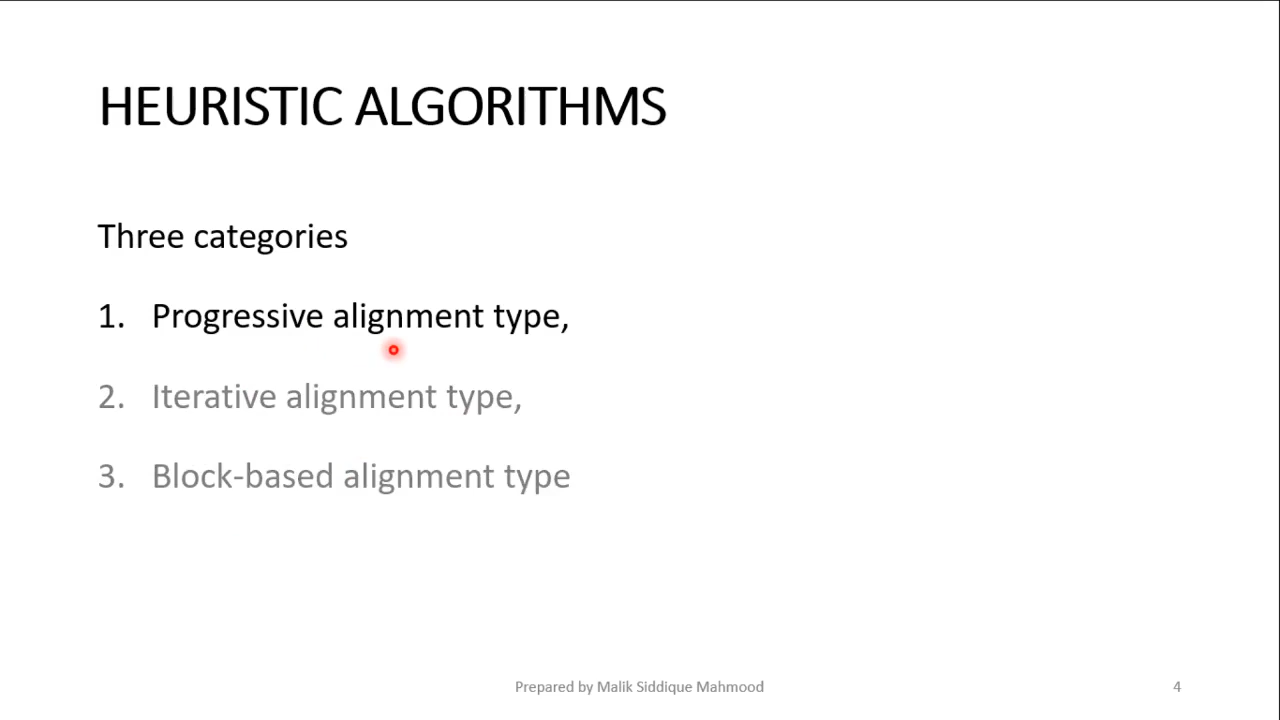 HEURISTIC ALGORITHMS
Three categories
1. Progressive alignment type,
2. Iterative alignment type,
3. Block-based alignment type
Prepared by Malik Siddique Mahmood
4